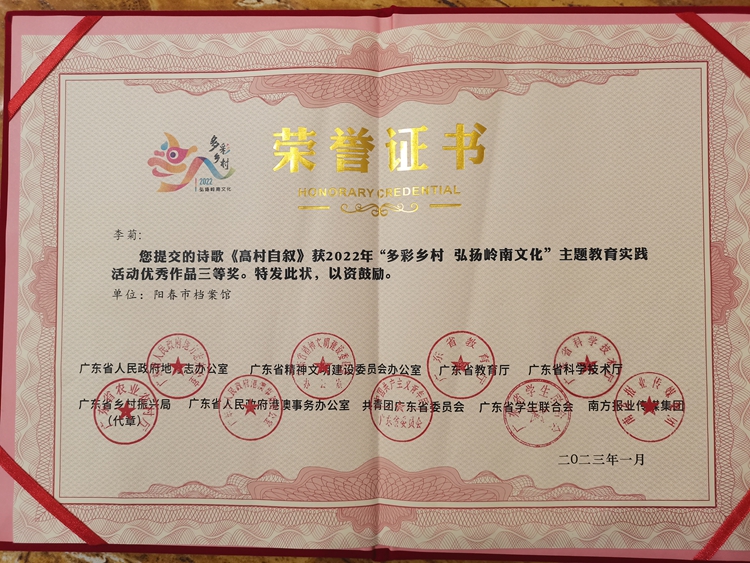 多彩
乡村
2022
弘扬岭南文化
荣誉证书
HONORARY CREDENTIAL
李菊:
您提交的诗歌《高村自叙》获2022年“多彩乡村 弘扬岭南文化”主题教育实践
活动优秀作品三等奖。特发此状，以资鼓励。
单位：阳春市档案馆
广东省人民政府地方志办公室 广东省精神文明建设委员会办公室 广东省教育厅 广东省科学技术厅
广东省乡村振兴局 广东省人民政府港澳事务办公室 共青团广东省委员会 广东省学生联合会 南方报业传媒集团
（代章）
二〇二三年一月